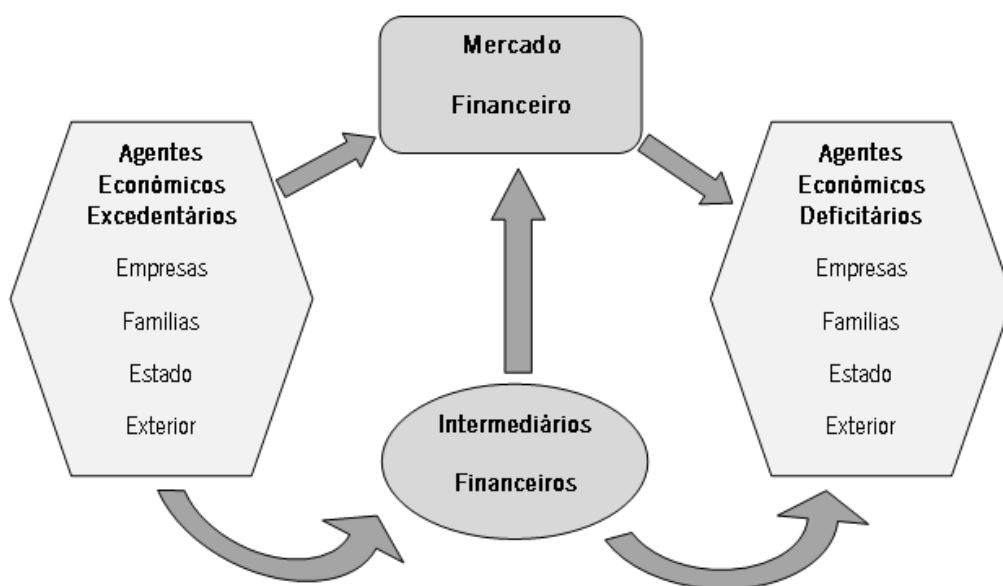 Mercado
Financeiro
Agentes
Económicos
Excedentários
Empresas
Famílias
Estado
Exterior
Agentes
Económicos
Deficitários
Empresas
Famílias
Estado
Exterior
Intermediários
Financeiros